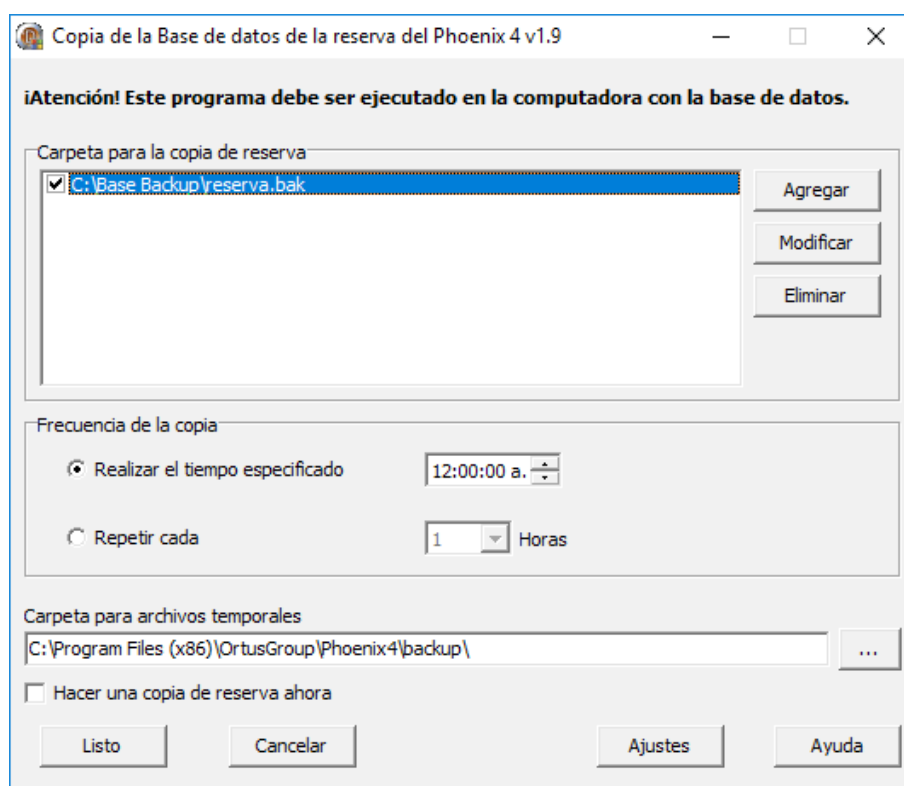 Copia de la Base de datos de la reserva del Phoenix 4 v1.9
¡Atención! Este programa debe ser ejecutado en la computadora con la base de datos.
Carpeta para la copia de reserva
C:\Base Backup\reserva.bak
Agregar
Modificar
Eliminar
Frecuencia de la copia
Realizar el tiempo especificado
12:00:00 a.
Repetir cada
1
Horas
Carpeta para archivos temporales
C:\Program Files (x86)\OrtusGroup\Phoenix4\backup\
...
Hacer una copia de reserva ahora
Listo
Cancelar
Ajustes
Ayuda